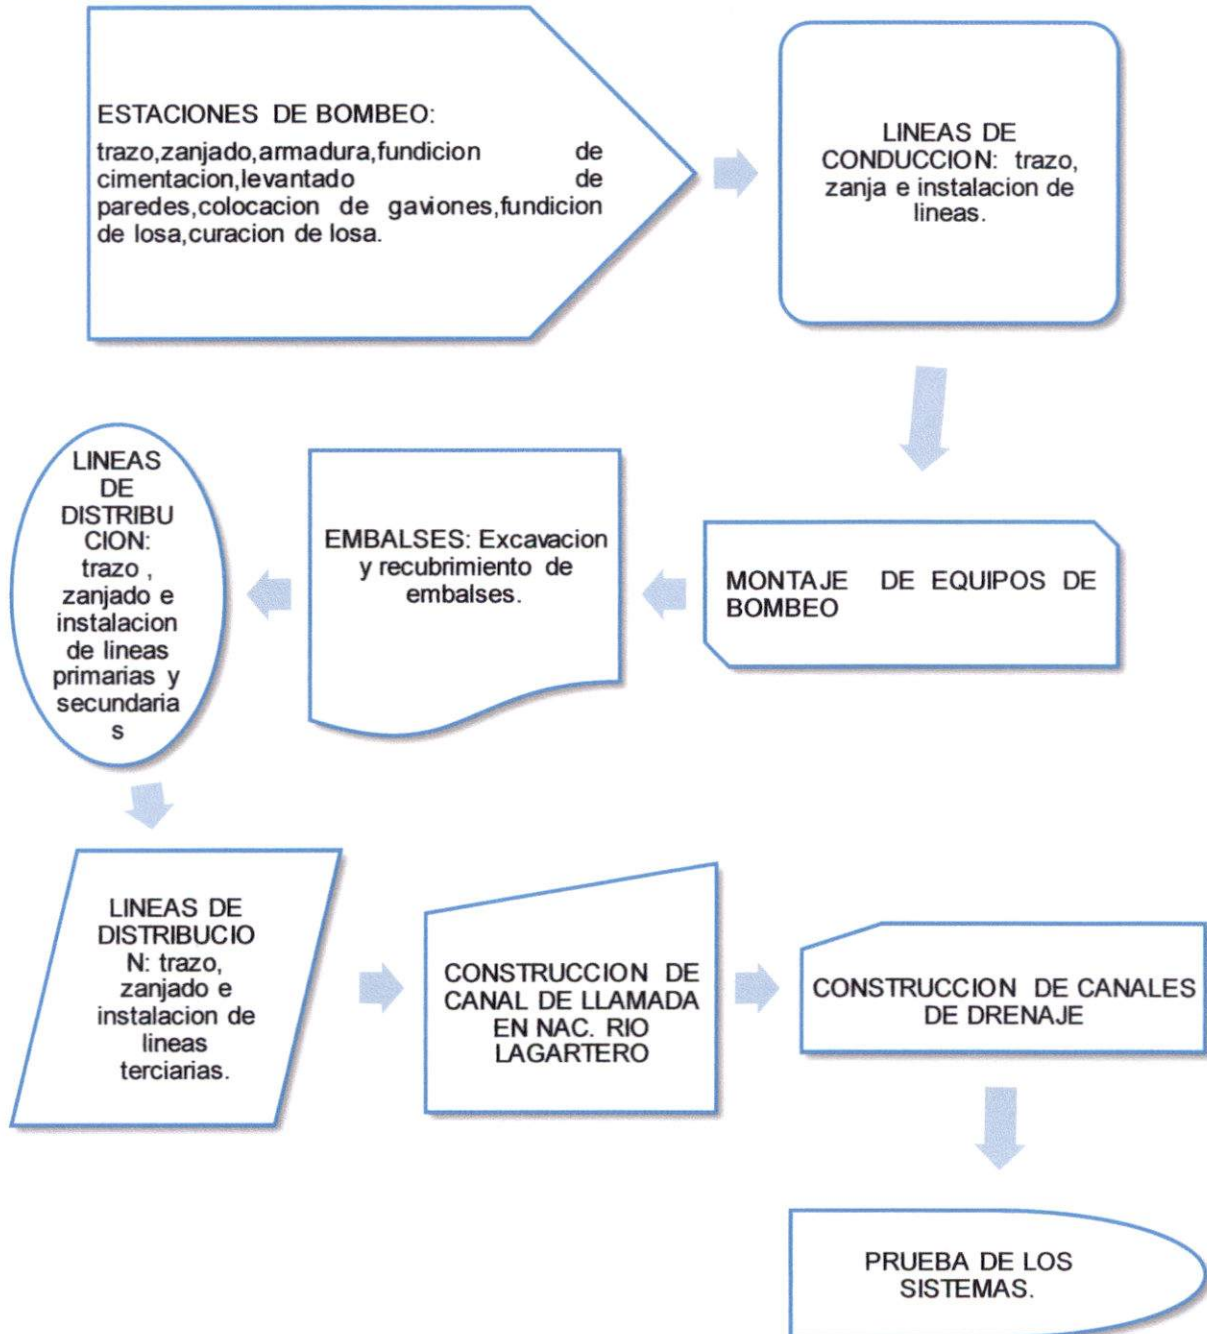 ESTACIONES DE BOMBEO:
trazo,zanjado,armadura,fundicion de
cimentacion,levantado de
paredes,colocacion de gaviones,fundicion
de losa,curacion de losa.
LINEAS DE
CONDUCCION: trazo,
zanja e instalacion de
lineas.
MONTAJE DE EQUIPOS DE
BOMBEO
EMBALSES: Excavacion
y recubrimiento de
embalses.
LINEAS
DE
DISTRIBU
CION:
trazo ,
zanjado e
instalacion
de lineas
primarias y
secundaria
s
LINEAS DE
DISTRIBUCIO
N: trazo,
zanjado e
instalacion de
lineas
terciarias.
CONSTRUCCION DE
CANAL DE LLAMADA
EN NAC. RIO
LAGARTERO
CONSTRUCCION DE CANALES
DE DRENAJE
PRUEBA DE LOS
SISTEMAS.